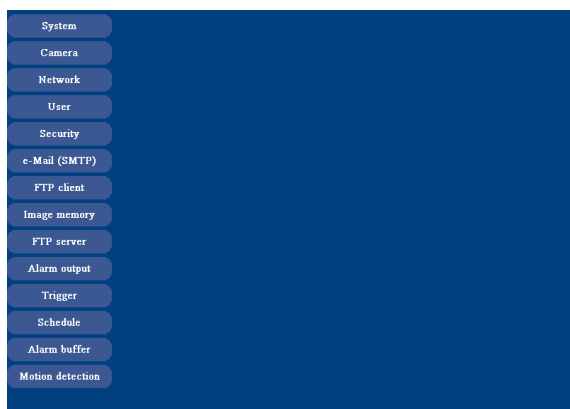 System
Camera
Network
User
Security
e-Mail (SMTP)
FTP client
Image memory
FTP server
Alarm output
Trigger
Schedule
Alarm buffer
Motion detection